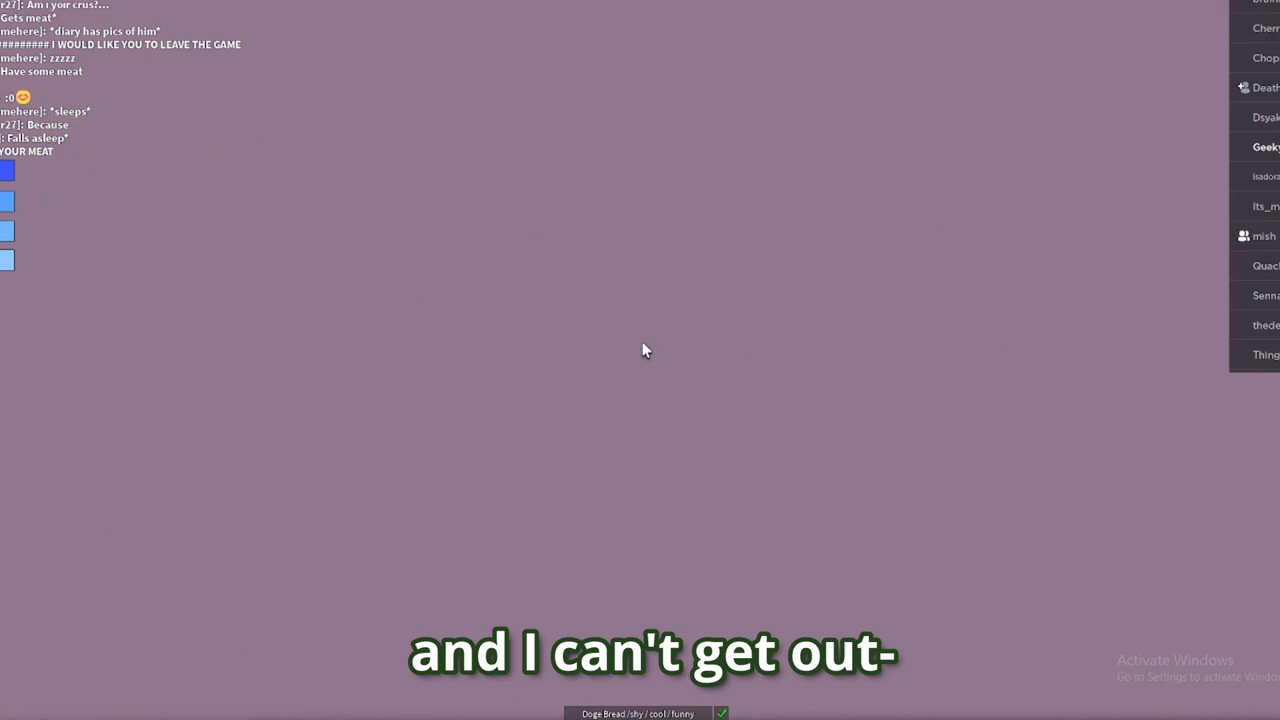 r27]: Am i yoir crus?...
Gets meat*
mehere]: *diary has pics of him*
######### I WOULD LIKE YOU TO LEAVE THE GAME
mehere]: zzzzz
Have some meat
:0
mehere]: *sleeps*
r27]: Because
]: Falls asleep*
YOUR MEAT
Cherr
Chop
Death
Dsyak
Geeky
isadora
Its_m
mish
Quac
Senna
thede
Thing
and I can't get out-
Activate Windows
Go to Settings to activate Windows
Doge Bread /shy / cool / funny